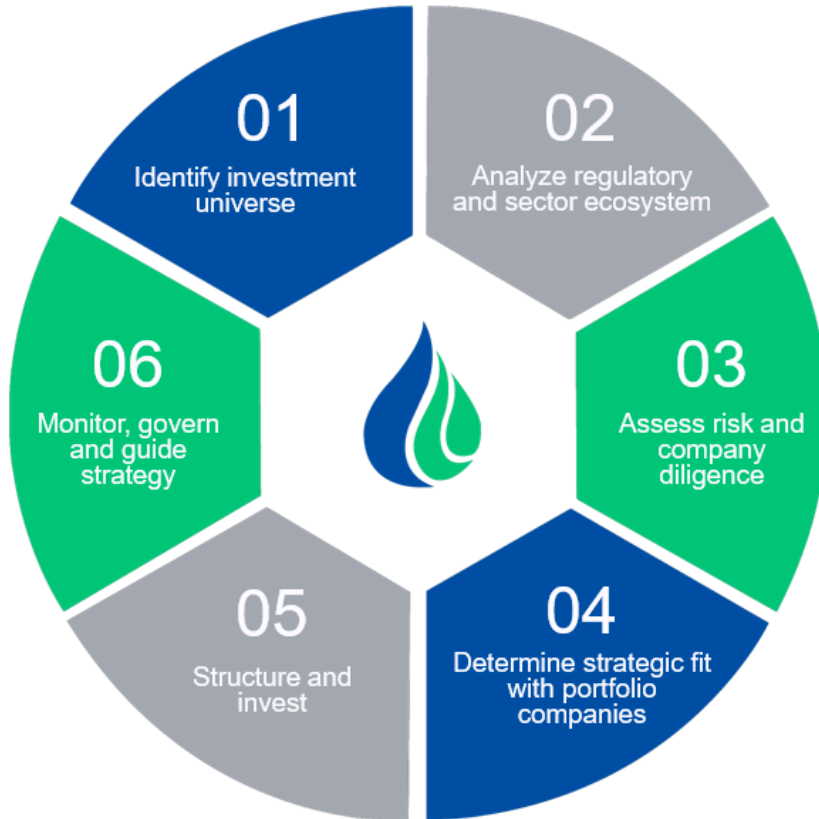 01
Identify investment
universe
02
Analyze regulatory
and sector ecosystem
03
Assess risk and
company
diligence
04
Determine strategic fit
with portfolio
companies
05
Structure and
invest
06
Monitor, govern
and guide
strategy